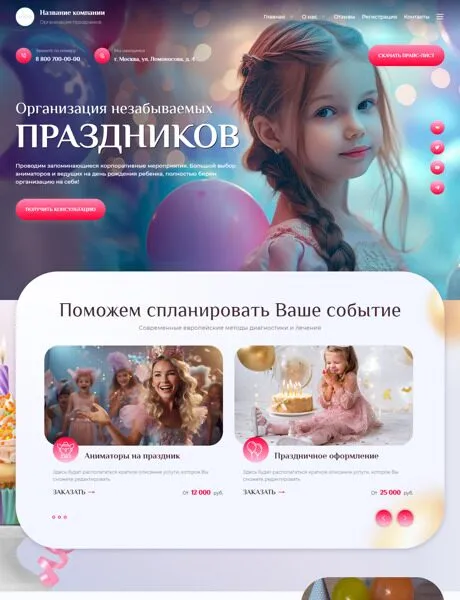 Название компании
Организация праздников
Главная
О нас
Отзывы
Регистрация
Контакты
Звоните по номеру
8 800 700-00-00
Мы находимся
г. Москва, ул. Ломоносова, д. 4
СКАЧАТЬ ПРАЙС-ЛИСТ
Организация незабываемых
ПРАЗДНИКОВ
Проводим запоминающиеся корпоративные мероприятия. Большой выбор
аниматоров и ведущих на день рождения ребенка, полностью берем
организацию на себя!
ПОЛУЧИТЬ КОНСУЛЬТАЦИЮ
Поможем спланировать Ваше событие
Современные европейские методы диагностики и лечения
Аниматоры на праздник
Здесь будет располагаться краткое описание услуги, которое Вы
сможете редактировать
ЗАКАЗАТЬ →
От 12 000 руб.
Праздничное оформление
Здесь будет располагаться краткое описание услуги, которое Вы
сможете редактировать
ЗАКАЗАТЬ →
От 25 000 руб.